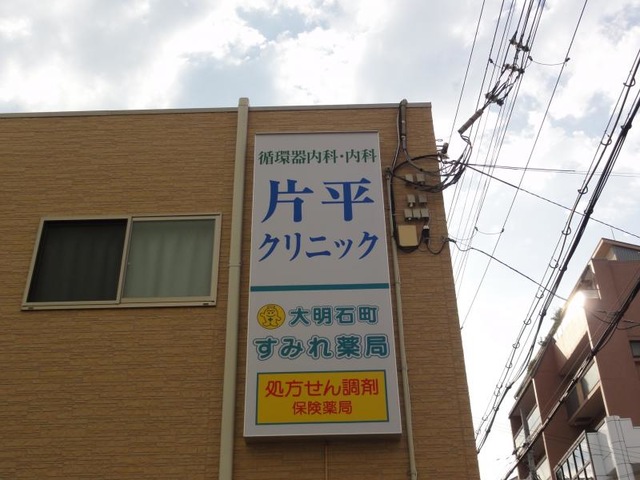 循環器内科・内科
片平
クリニック
大明石町
すみれ薬局
処方せん調剤
保険薬局